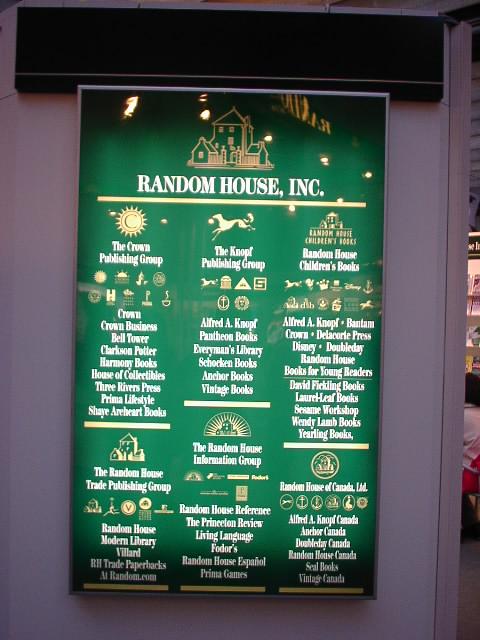 RANDOM HOUSE, INC.
The Crown
Publishing Group
Crown
Crown Business
Bell Tower
Clarkson Potter
Harmony Books
House of Collectibles
Three Rivers Press
Prima Lifestyle
Shaye Areheart Books
The Random House
Trade Publishing Group
Random House
Modern Library
Villard
RH Trade Paperbacks
At Random.com
The Knopf
Publishing Group
Alfred A. Knopf
Pantheon Books
Everyman's Library
Schocken Books
Anchor Books
Vintage Books
The Random House
Information Group
Fodor's
Random House Reference
The Princeton Review
Living Language
Fodor's
Random House Español
Prima Games
RANDOM HOUSE
CHILDREN'S BOOKS
Random House
Children's Books
Alfred A. Knopf • Bantam
Crown • Delacorte Press
Disney • Doubleday
Random House
Books for Young Readers
David Fickling Books
Laurel-Leaf Books
Sesame Workshop
Wendy Lamb Books
Yearling Books,
Random House of Canada, Ltd.
Alfred A. Knopf Canada
Anchor Canada
Doubleday Canada
Random House Canada
Seal Books
Vintage Canada